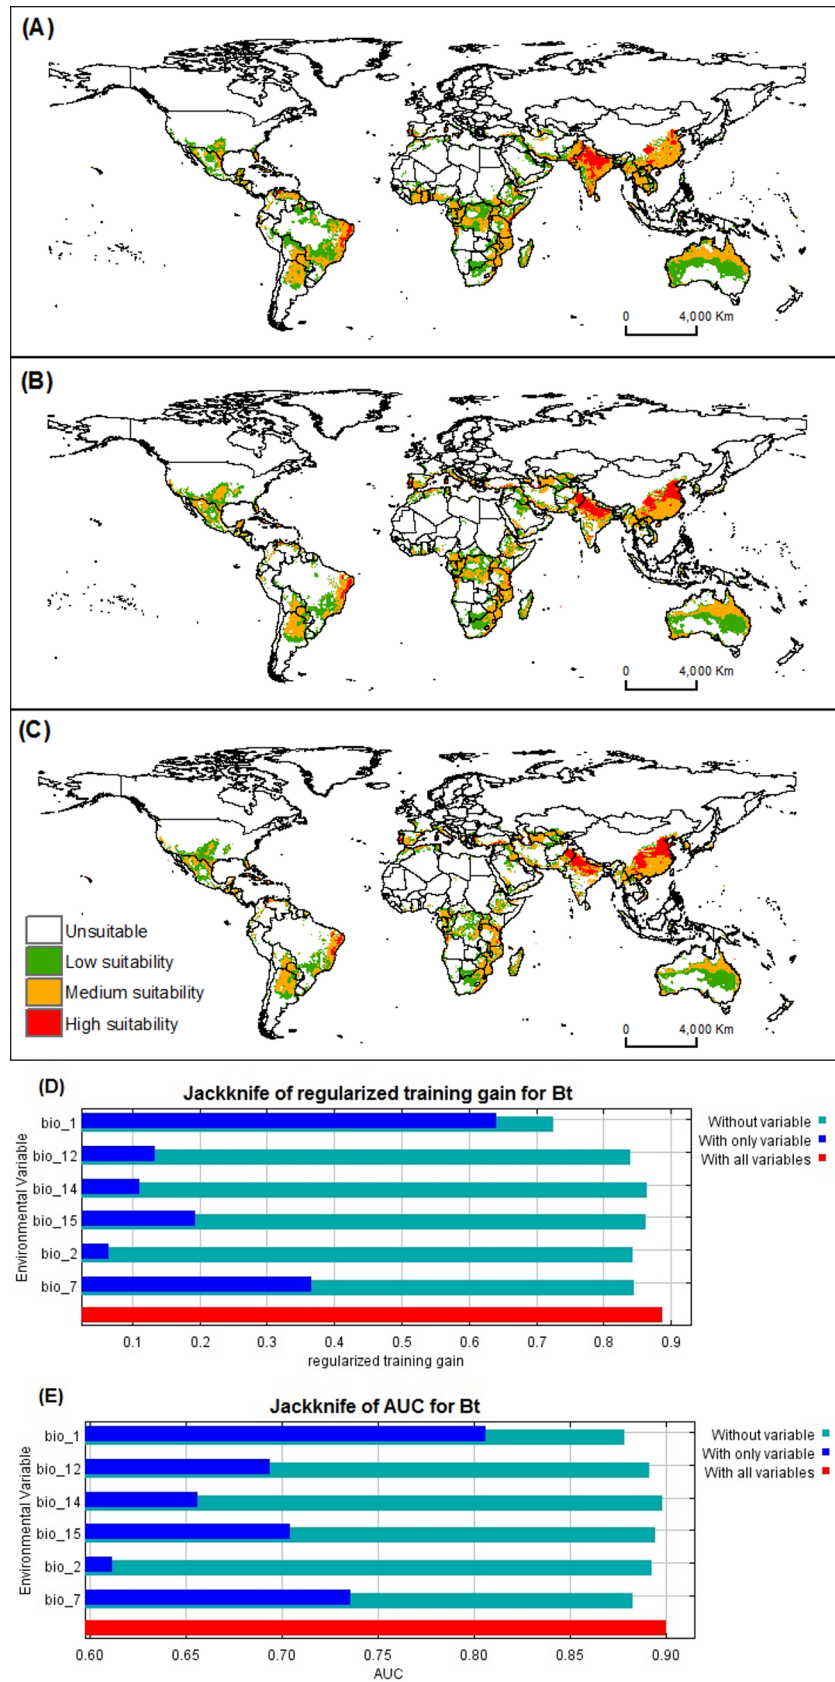 (A)
0 4,000 Km
(B)
0 4,000 Km
(C)
Unsuitable
Low suitability
Medium suitability
High suitability
0 4,000 Km
(D)
Jackknife of regularized training gain for Bt
Environmental Variable
bio_1
bio_12
bio_14
bio_15
bio_2
bio_7
Without variable
With only variable
With all variables
0.1 0.2 0.3 0.4 0.5 0.6 0.7 0.8 0.9
regularized training gain
(E)
Jackknife of AUC for Bt
Environmental Variable
bio_1
bio_12
bio_14
bio_15
bio_2
bio_7
Without variable
With only variable
With all variables
0.60 0.65 0.70 0.75 0.80 0.85 0.90
AUC